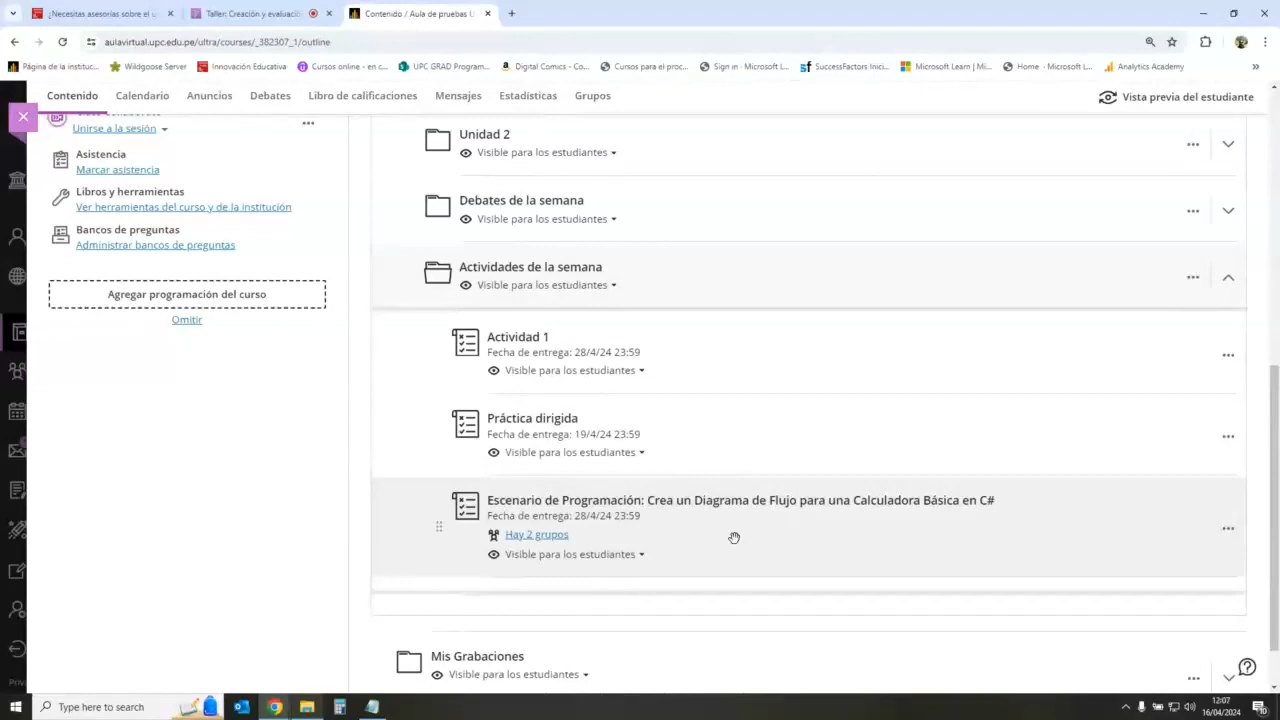 ¿Necesitas asesorías sobre el u
Taller: Creación y evaluació
Contenido / Aula de pruebas U
aulavirtual.upc.edu.pe/ultra/courses/_382307_1/outline
Página de la instituc...
Wildgoose Server
Innovación Educativa
Cursos online - en c...
UPC GRAD Program...
Digital Comics - Co...
Cursos para el proc...
Sign in · Microsoft L...
SuccessFactors Inici...
Microsoft Learn | Mi...
Home - Microsoft L...
Analytics Academy
Contenido
Calendario
Anuncios
Debates
Libro de calificaciones
Mensajes
Estadísticas
Grupos
Vista previa del estudiante
Unirse a la sesión
Asistencia
Marcar asistencia
Libros y herramientas
Ver herramientas del curso y de la institución
Bancos de preguntas
Administrar bancos de preguntas
Agregar programación del curso
Omitir
Unidad 2
Visible para los estudiantes
Debates de la semana
Visible para los estudiantes
Actividades de la semana
Visible para los estudiantes
Actividad 1
Fecha de entrega: 28/4/24 23:59
Visible para los estudiantes
Práctica dirigida
Fecha de entrega: 19/4/24 23:59
Visible para los estudiantes
Escenario de Programación: Crea un Diagrama de Flujo para una Calculadora Básica en C#
Fecha de entrega: 28/4/24 23:59
Hay 2 grupos
Visible para los estudiantes
Mis Grabaciones
Visible para los estudiantes
Priv
Type here to search
12:07
16/04/2024
10